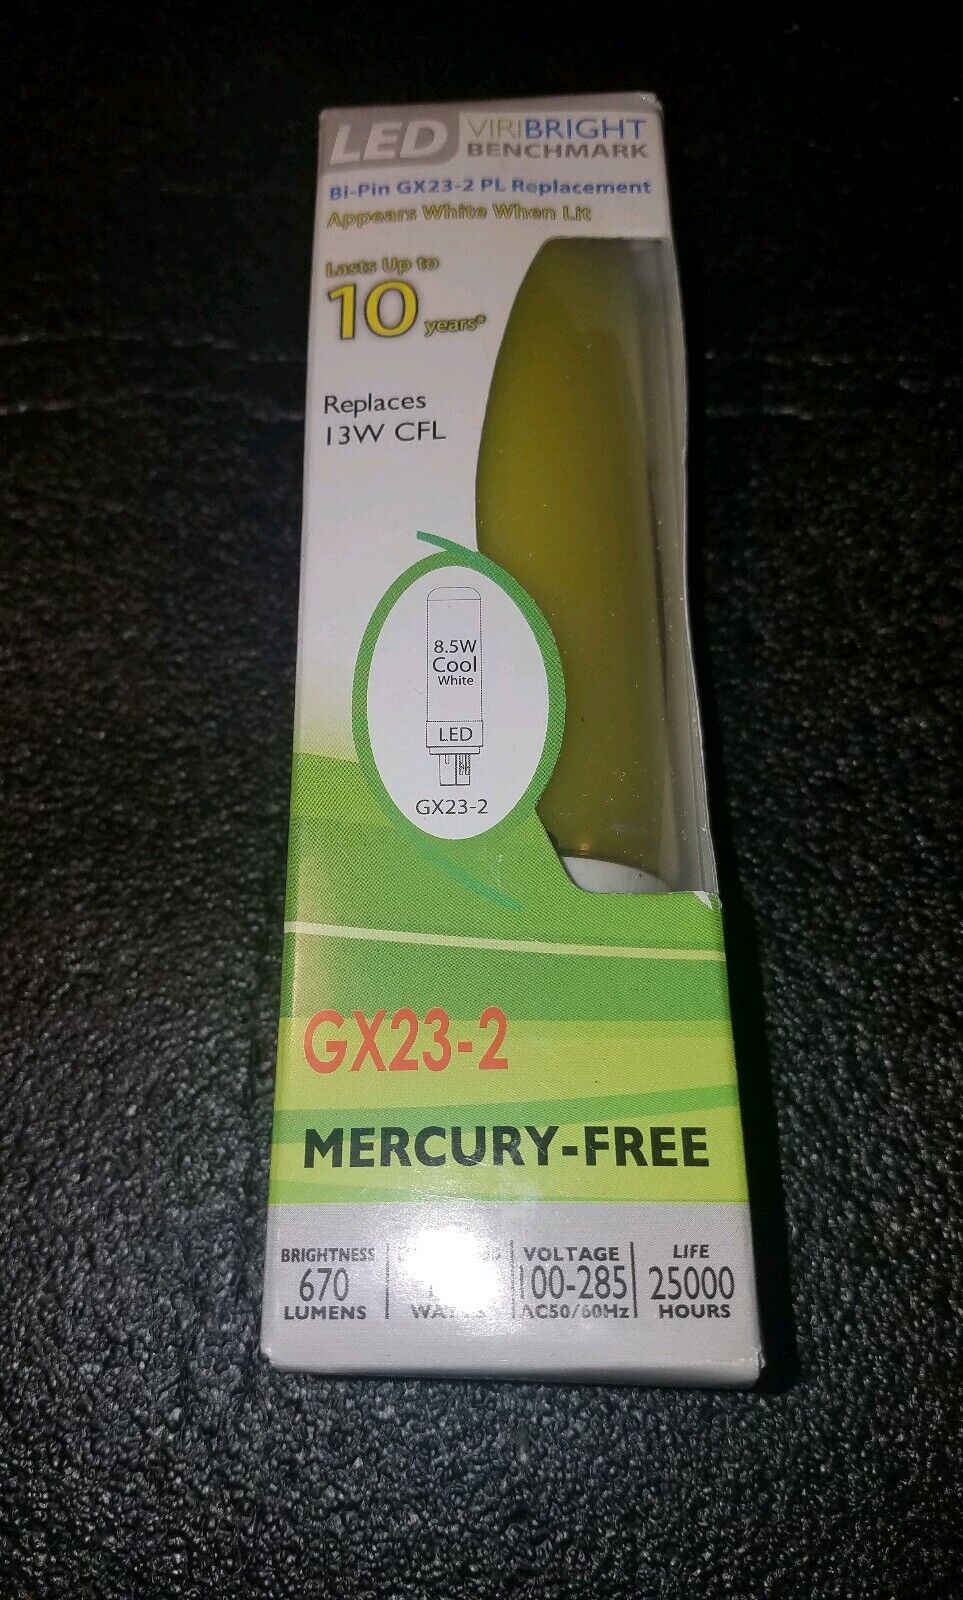 LED
VIRIBRIGHT
BENCHMARK
Bi-Pin GX23-2 PL Replacement
Appears White When Lit
Lasts Up to
10 years*
Replaces
13W CFL
8.5W
Cool
White
LED
GX23-2
GX23-2
MERCURY-FREE
BRIGHTNESS
670
LUMENS
WATTS
VOLTAGE
100-285
AC50/60Hz
LIFE
25000
HOURS